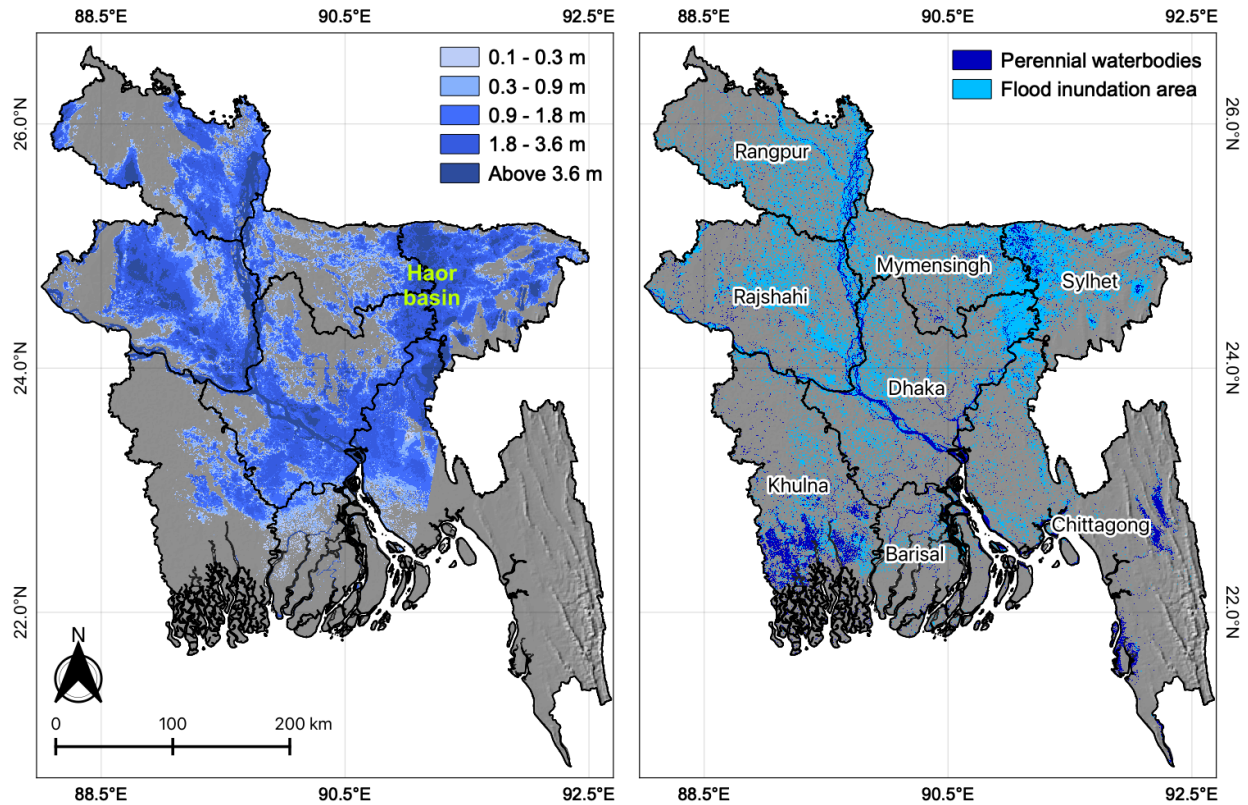 88.5°E 90.5°E 92.5°E
88.5°E 90.5°E 92.5°E
0.1 - 0.3 m
0.3 - 0.9 m
0.9 - 1.8 m
1.8 - 3.6 m
Above 3.6 m
Perennial waterbodies
Flood inundation area
26.0°N
26.0°N
Rangpur
Haor
basin
Mymensingh
Sylhet
Rajshahi
24.0°N
24.0°N
Dhaka
Khulna
Chittagong
Barisal
22.0°N
22.0°N
N
0 100 200 km
88.5°E 90.5°E 92.5°E
88.5°E 90.5°E 92.5°E